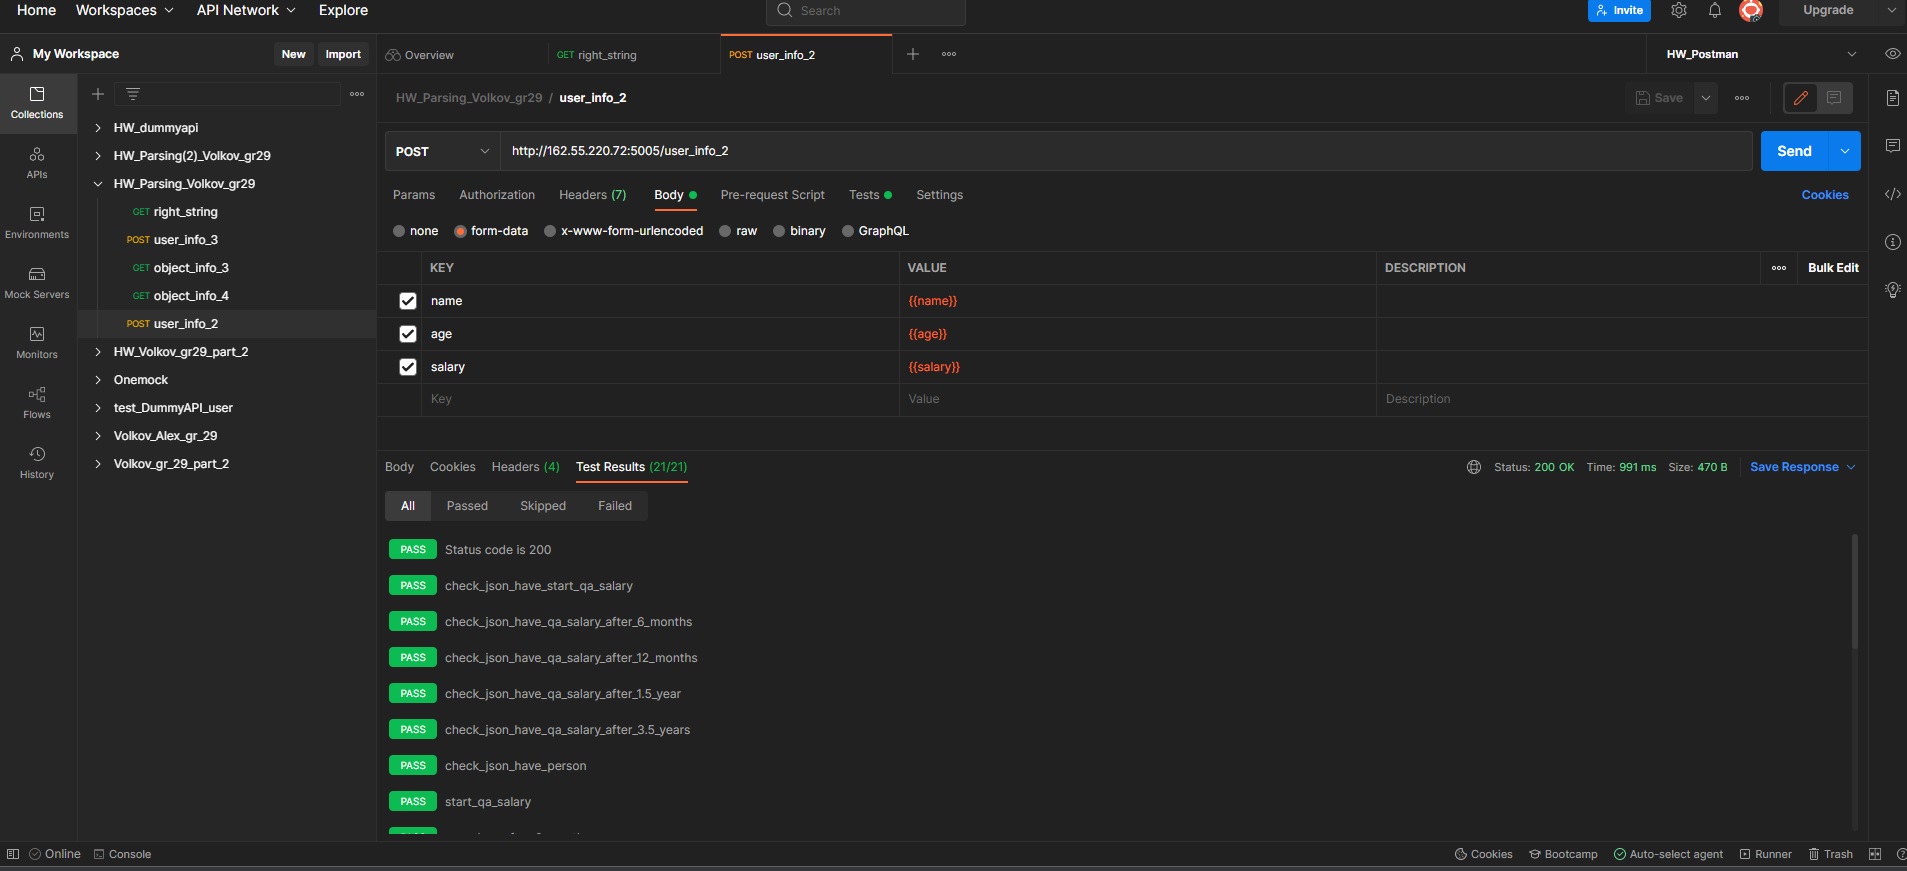 Home Workspaces API Network Explore Search Invite Upgrade
My Workspace New Import Overview GET right_string POST user_info_2 HW_Postman
HW_Parsing_Volkov_gr29 / user_info_2 Save
Collections
APIs
Environments
Mock Servers
Monitors
Flows
History
HW_dummyapi
HW_Parsing(2)_Volkov_gr29
HW_Parsing_Volkov_gr29
GET right_string
POST user_info_3
GET object_info_3
GET object_info_4
POST user_info_2
HW_Volkov_gr29_part_2
Onemock
test_DummyAPI_user
Volkov_Alex_gr_29
Volkov_gr_29_part_2
POST http://162.55.220.72:5005/user_info_2 Send
Params Authorization Headers (7) Body Pre-request Script Tests Settings Cookies
none form-data x-www-form-urlencoded raw binary GraphQL
KEY VALUE DESCRIPTION Bulk Edit
name {{name}}
age {{age}}
salary {{salary}}
Key Value Description
Body Cookies Headers (4) Test Results (21/21) Status: 200 OK Time: 991 ms Size: 470 B Save Response
All Passed Skipped Failed
PASS Status code is 200
PASS check_json_have_start_qa_salary
PASS check_json_have_qa_salary_after_6_months
PASS check_json_have_qa_salary_after_12_months
PASS check_json_have_qa_salary_after_1.5_year
PASS check_json_have_qa_salary_after_3.5_years
PASS check_json_have_person
PASS start_qa_salary
Online Console Cookies Bootcamp Auto-select agent Runner Trash